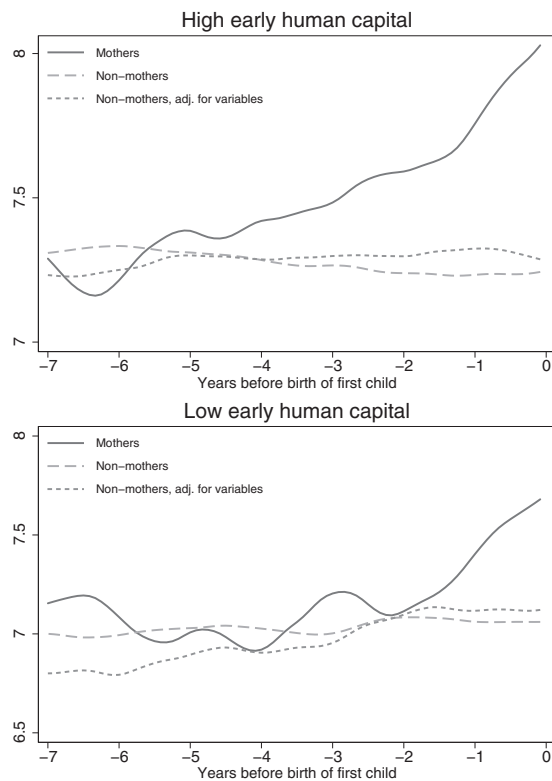 High early human capital
8
7.5
7
Mothers
Non−mothers
Non−mothers, adj. for variables
−7 −6 −5 −4 −3 −2 −1 0
Years before birth of first child
Low early human capital
8
7.5
7
6.5
Mothers
Non−mothers
Non−mothers, adj. for variables
−7 −6 −5 −4 −3 −2 −1 0
Years before birth of first child